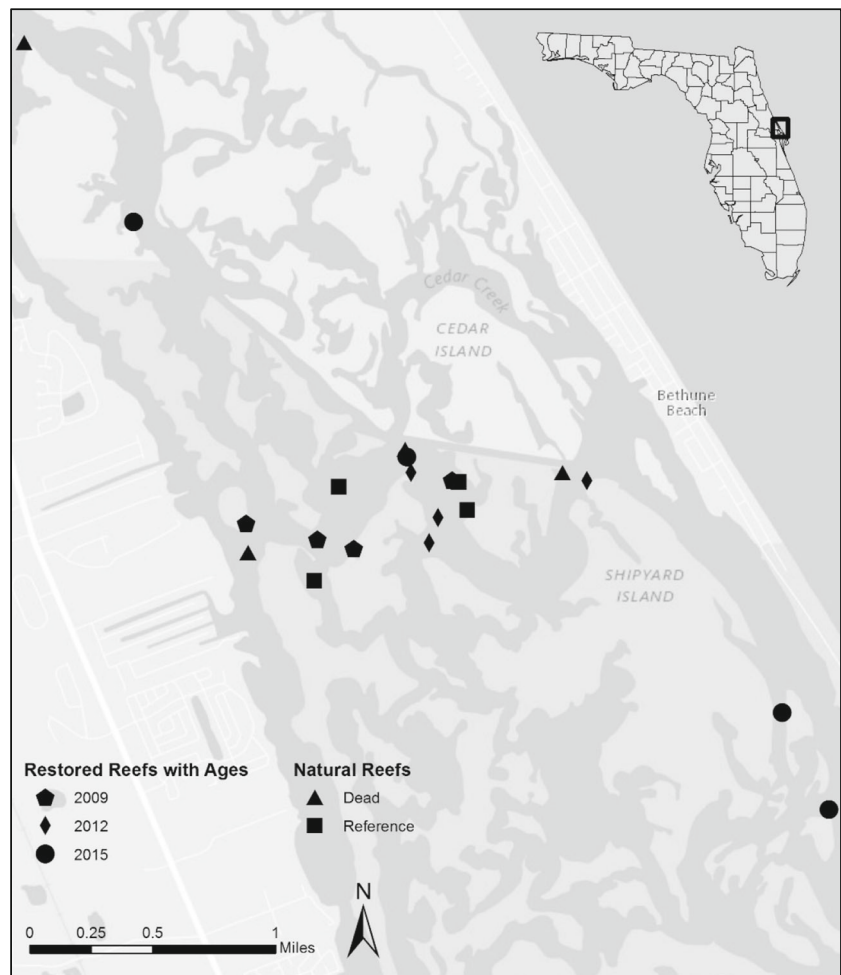 Cedar Creek
CEDAR
ISLAND
Bethune
Beach
SHIPYARD
ISLAND
Restored Reefs with Ages
2009
2012
2015
Natural Reefs
Dead
Reference
N
0 0.25 0.5 1
Miles